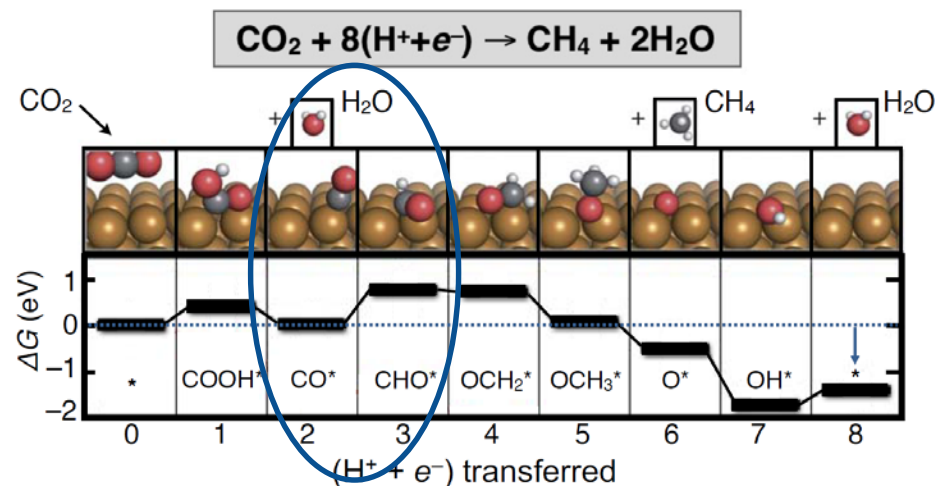 CO₂ + 8(H⁺+e⁻) → CH₄ + 2H₂O
CO₂
+ H₂O
+ CH₄
+ H₂O
ΔG (eV)
1
0
−1
−2
* COOH* CO* CHO* OCH₂* OCH₃* O* OH* *
0 1 2 3 4 5 6 7 8
(H⁺ + e⁻) transferred